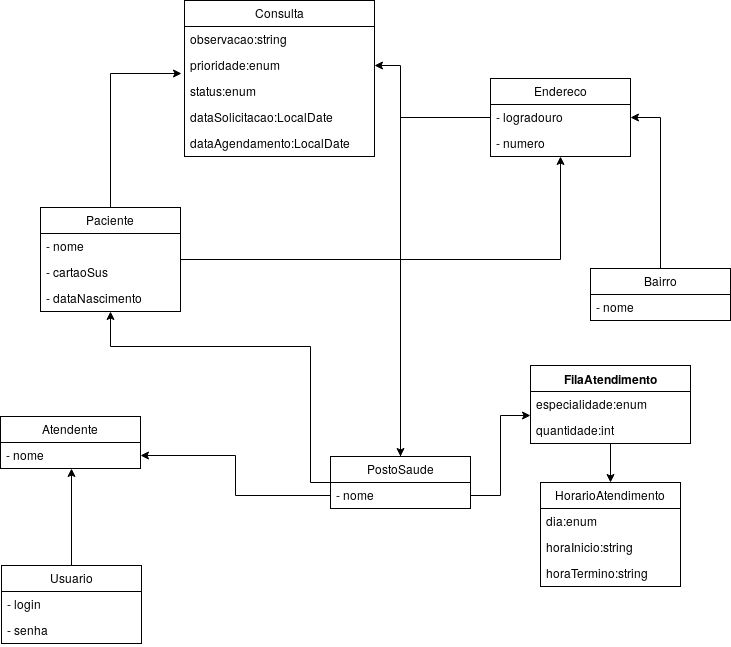 Consulta
observacao:string
prioridade:enum
status:enum
dataSolicitacao:LocalDate
dataAgendamento:LocalDate
Endereco
- logradouro
- numero
Paciente
- nome
- cartaoSus
- dataNascimento
Bairro
- nome
FilaAtendimento
especialidade:enum
quantidade:int
Atendente
- nome
PostoSaude
- nome
HorarioAtendimento
dia:enum
horaInicio:string
horaTermino:string
Usuario
- login
- senha